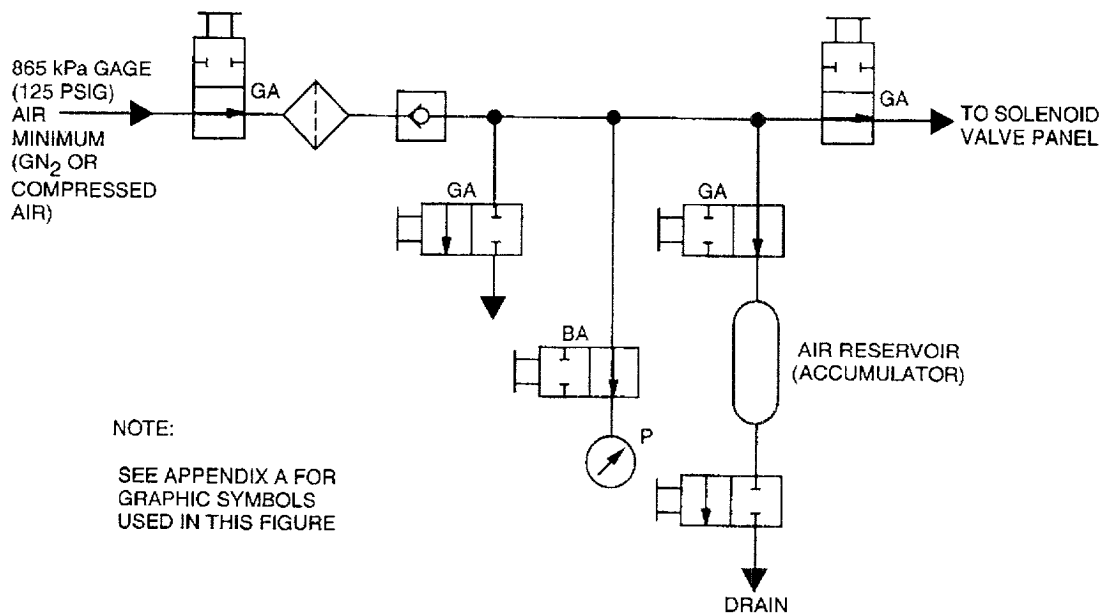 865 kPa GAGE
(125 PSIG)
AIR
MINIMUM
(GN2 OR
COMPRESSED
AIR)
GA
GA
TO SOLENOID
VALVE PANEL
GA
GA
BA
P
AIR RESERVOIR
(ACCUMULATOR)
NOTE:
SEE APPENDIX A FOR
GRAPHIC SYMBOLS
USED IN THIS FIGURE
DRAIN